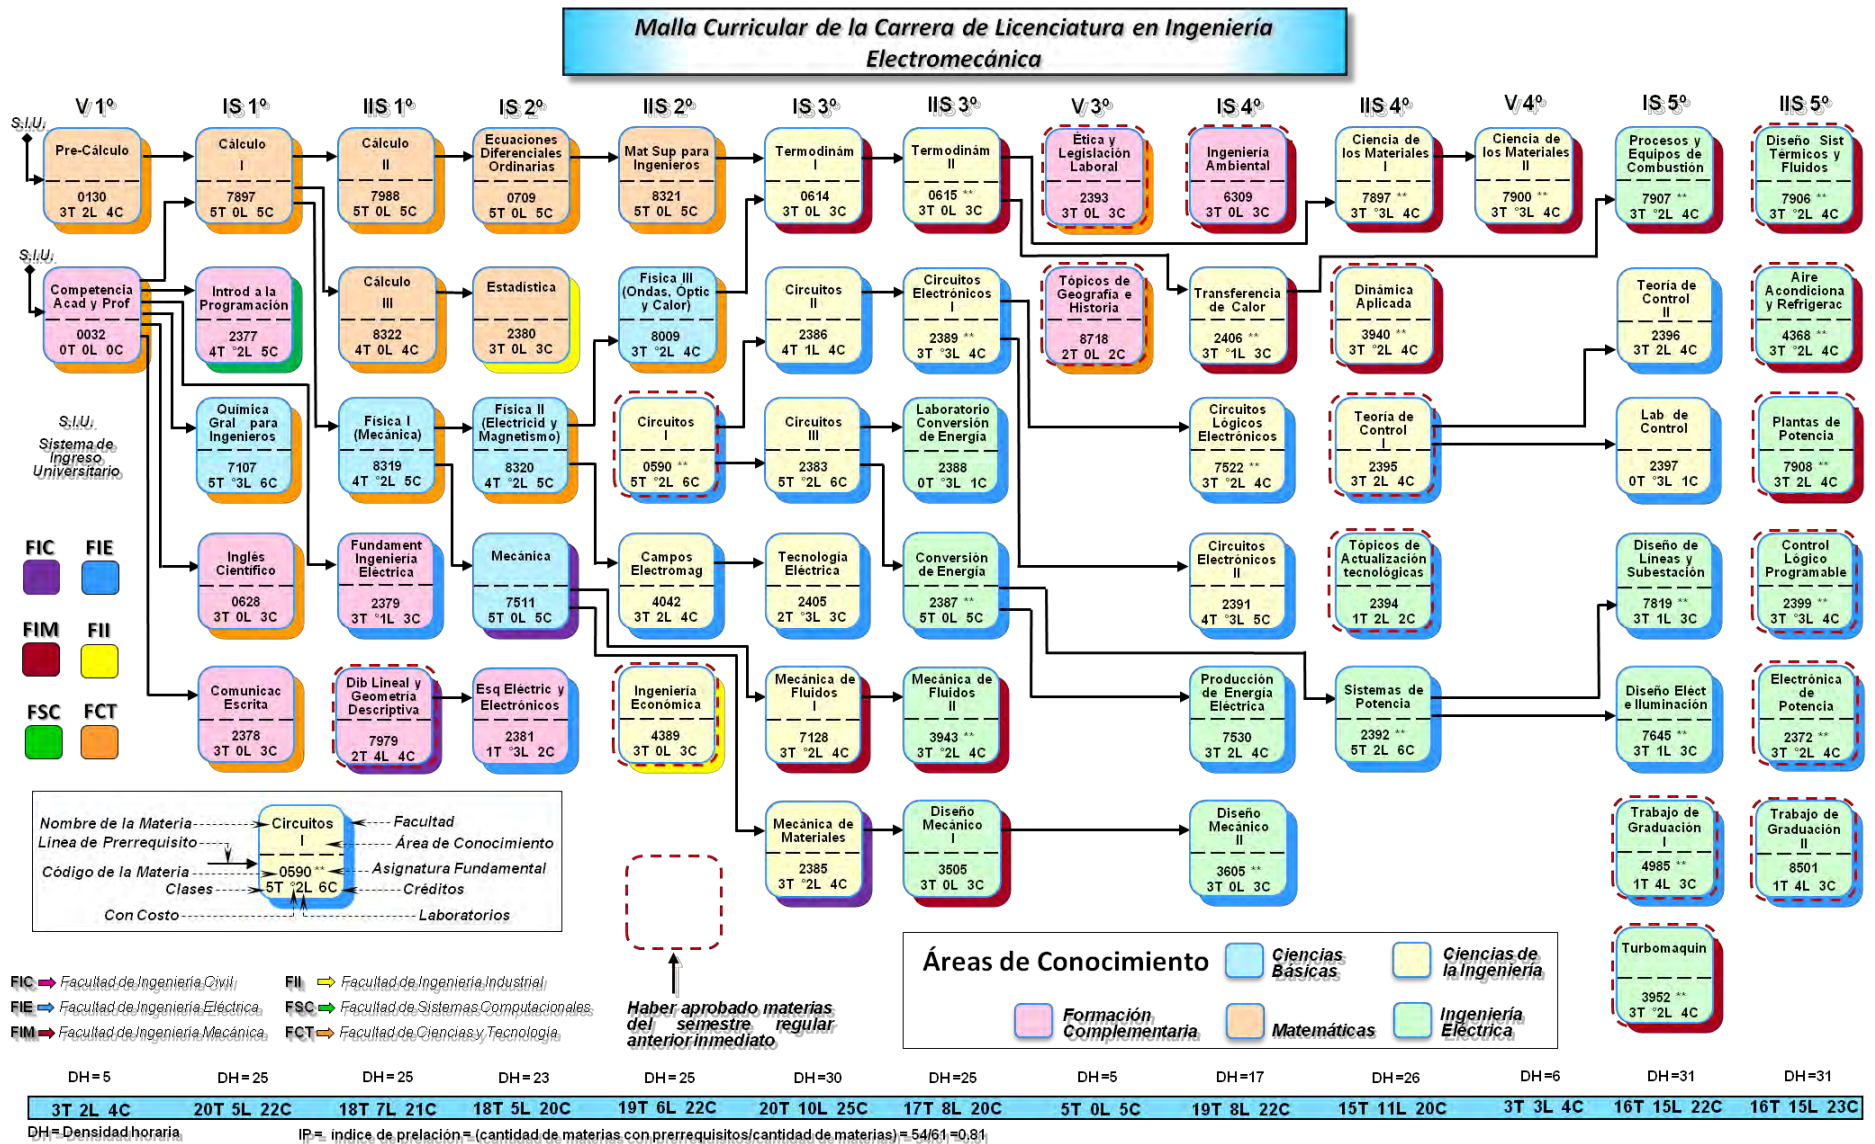 Malla Curricular de la Carrera de Licenciatura en Ingeniería
Electromecánica
V 1º
IS 1º
IIS 1º
IS 2º
IIS 2º
IS 3º
IIS 3º
V 3º
IS 4º
IIS 4º
V 4º
IS 5º
IIS 5º
S.I.U.
Pre-Cálculo
0130
3T 2L 4C
Cálculo
I
7897
5T 0L 5C
Cálculo
II
7988
5T 0L 5C
Ecuaciones
Diferenciales
Ordinarias
0709
5T 0L 5C
Mat Sup para
Ingenieros
8321
5T 0L 5C
Termodinám
I
0614
3T 0L 3C
Termodinám
II
0615 **
3T 0L 3C
Ética y
Legislación
Laboral
2393
3T 0L 3C
Ingeniería
Ambiental
6309
3T 0L 3C
Ciencia de
los Materiales
I
7897 **
3T °3L 4C
Ciencia de
los Materiales
II
7900 **
3T °3L 4C
Procesos y
Equipos de
Combustión
7907 **
3T °2L 4C
Diseño Sist
Térmicos y
Fluidos
7906 **
3T °2L 4C
S.I.U.
Competencia
Acad y Prof
0032
0T 0L 0C
Introd a la
Programación
2377
4T °2L 5C
Cálculo
III
8322
4T 0L 4C
Estadística
2380
3T 0L 3C
Física III
(Ondas, Óptic
y Calor)
8009
3T °2L 4C
Circuitos
II
2386
4T 1L 4C
Circuitos
Electrónicos
I
2389 **
3T °3L 4C
Tópicos de
Geografía e
Historia
8718
2T 0L 2C
Transferencia
de Calor
2406 **
3T °1L 3C
Dinámica
Aplicada
3940 **
3T °2L 4C
Teoría de
Control
II
2396
3T 2L 4C
Aire
Acondiciona
y Refrigerac
4368 **
3T °2L 4C
S.I.U.
Sistema de
Ingreso
Universitario
Química
Gral para
Ingenieros
7107
5T °3L 6C
Física I
(Mecánica)
8319
4T °2L 5C
Física II
(Electricid y
Magnetismo)
8320
4T °2L 5C
Circuitos
I
0590 **
5T °2L 6C
Circuitos
III
2383
5T °2L 6C
Laboratorio
Conversión
de Energía
2388
0T °3L 1C
Circuitos
Lógicos
Electrónicos
7522 **
3T °2L 4C
Teoría de
Control
I
2395
3T 2L 4C
Lab de
Control
2397
0T °3L 1C
Plantas de
Potencia
7908 **
3T 2L 4C
FIC
FIE
Inglés
Científico
0628
3T 0L 3C
Fundament
Ingeniería
Eléctrica
2379
3T °1L 3C
Mecánica
7511
5T 0L 5C
Campos
Electromag
4042
3T 2L 4C
Tecnología
Eléctrica
2405
2T °3L 3C
Conversión
de Energía
2387 **
5T 0L 5C
Circuitos
Electrónicos
II
2391
4T °3L 5C
Tópicos de
Actualización
tecnológicas
2394
1T 2L 2C
Diseño de
Líneas y
Subestación
7819 **
3T 1L 3C
Control
Lógico
Programable
2399 **
3T °3L 4C
FIM
FII
Comunicac
Escrita
2378
3T 0L 3C
Dib Lineal y
Geometría
Descriptiva
7979
2T 4L 4C
Esq Eléctric y
Electrónicos
2381
1T °3L 2C
Ingeniería
Económica
4389
3T 0L 3C
Mecánica de
Fluidos
I
7128
3T °2L 4C
Mecánica de
Fluidos
II
3943 **
3T °2L 4C
Producción
de Energía
Eléctrica
7530
3T 2L 4C
Sistemas de
Potencia
2392 **
5T 2L 6C
Diseño Eléct
e Iluminación
7645 **
3T 1L 3C
Electrónica
de
Potencia
2372 **
3T °2L 4C
FSC
FCT
Nombre de la Materia
Línea de Prerrequisito
Código de la Materia
Clases
Con Costo
Circuitos
I
0590 **
5T °2L 6C
Facultad
Área de Conocimiento
Asignatura Fundamental
Créditos
Laboratorios
Mecánica de
Materiales
2385
3T °2L 4C
Diseño
Mecánico
I
3505
3T 0L 3C
Diseño
Mecánico
II
3605 **
3T 0L 3C
Trabajo de
Graduación
I
4985 **
1T 4L 3C
Trabajo de
Graduación
II
8501
1T 4L 3C
Turbomaquin
3952 **
3T °2L 4C
FIC Facultad de Ingeniería Civil
FIE Facultad de Ingeniería Eléctrica
FIM Facultad de Ingeniería Mecánica
FII Facultad de Ingeniería Industrial
FSC Facultad de Sistemas Computacionales
FCT Facultad de Ciencias y Tecnología
Haber aprobado materias
del semestre regular
anterior inmediato
Áreas de Conocimiento
Ciencias
Básicas
Ciencias de
la Ingeniería
Formación
Complementaria
Matemáticas
Ingeniería
Eléctrica
DH=5
DH=25
DH=25
DH=23
DH=25
DH=30
DH=25
DH=5
DH=17
DH=26
DH=6
DH=31
DH=31
3T 2L 4C
20T 5L 22C
18T 7L 21C
18T 5L 20C
19T 6L 22C
20T 10L 25C
17T 8L 20C
5T 0L 5C
19T 8L 22C
15T 11L 20C
3T 3L 4C
16T 15L 22C
16T 15L 23C
DH= Densidad horaria
IP= índice de prelación= (cantidad de materias con prerrequisitos/cantidad de materias)= 54/61 =0.81